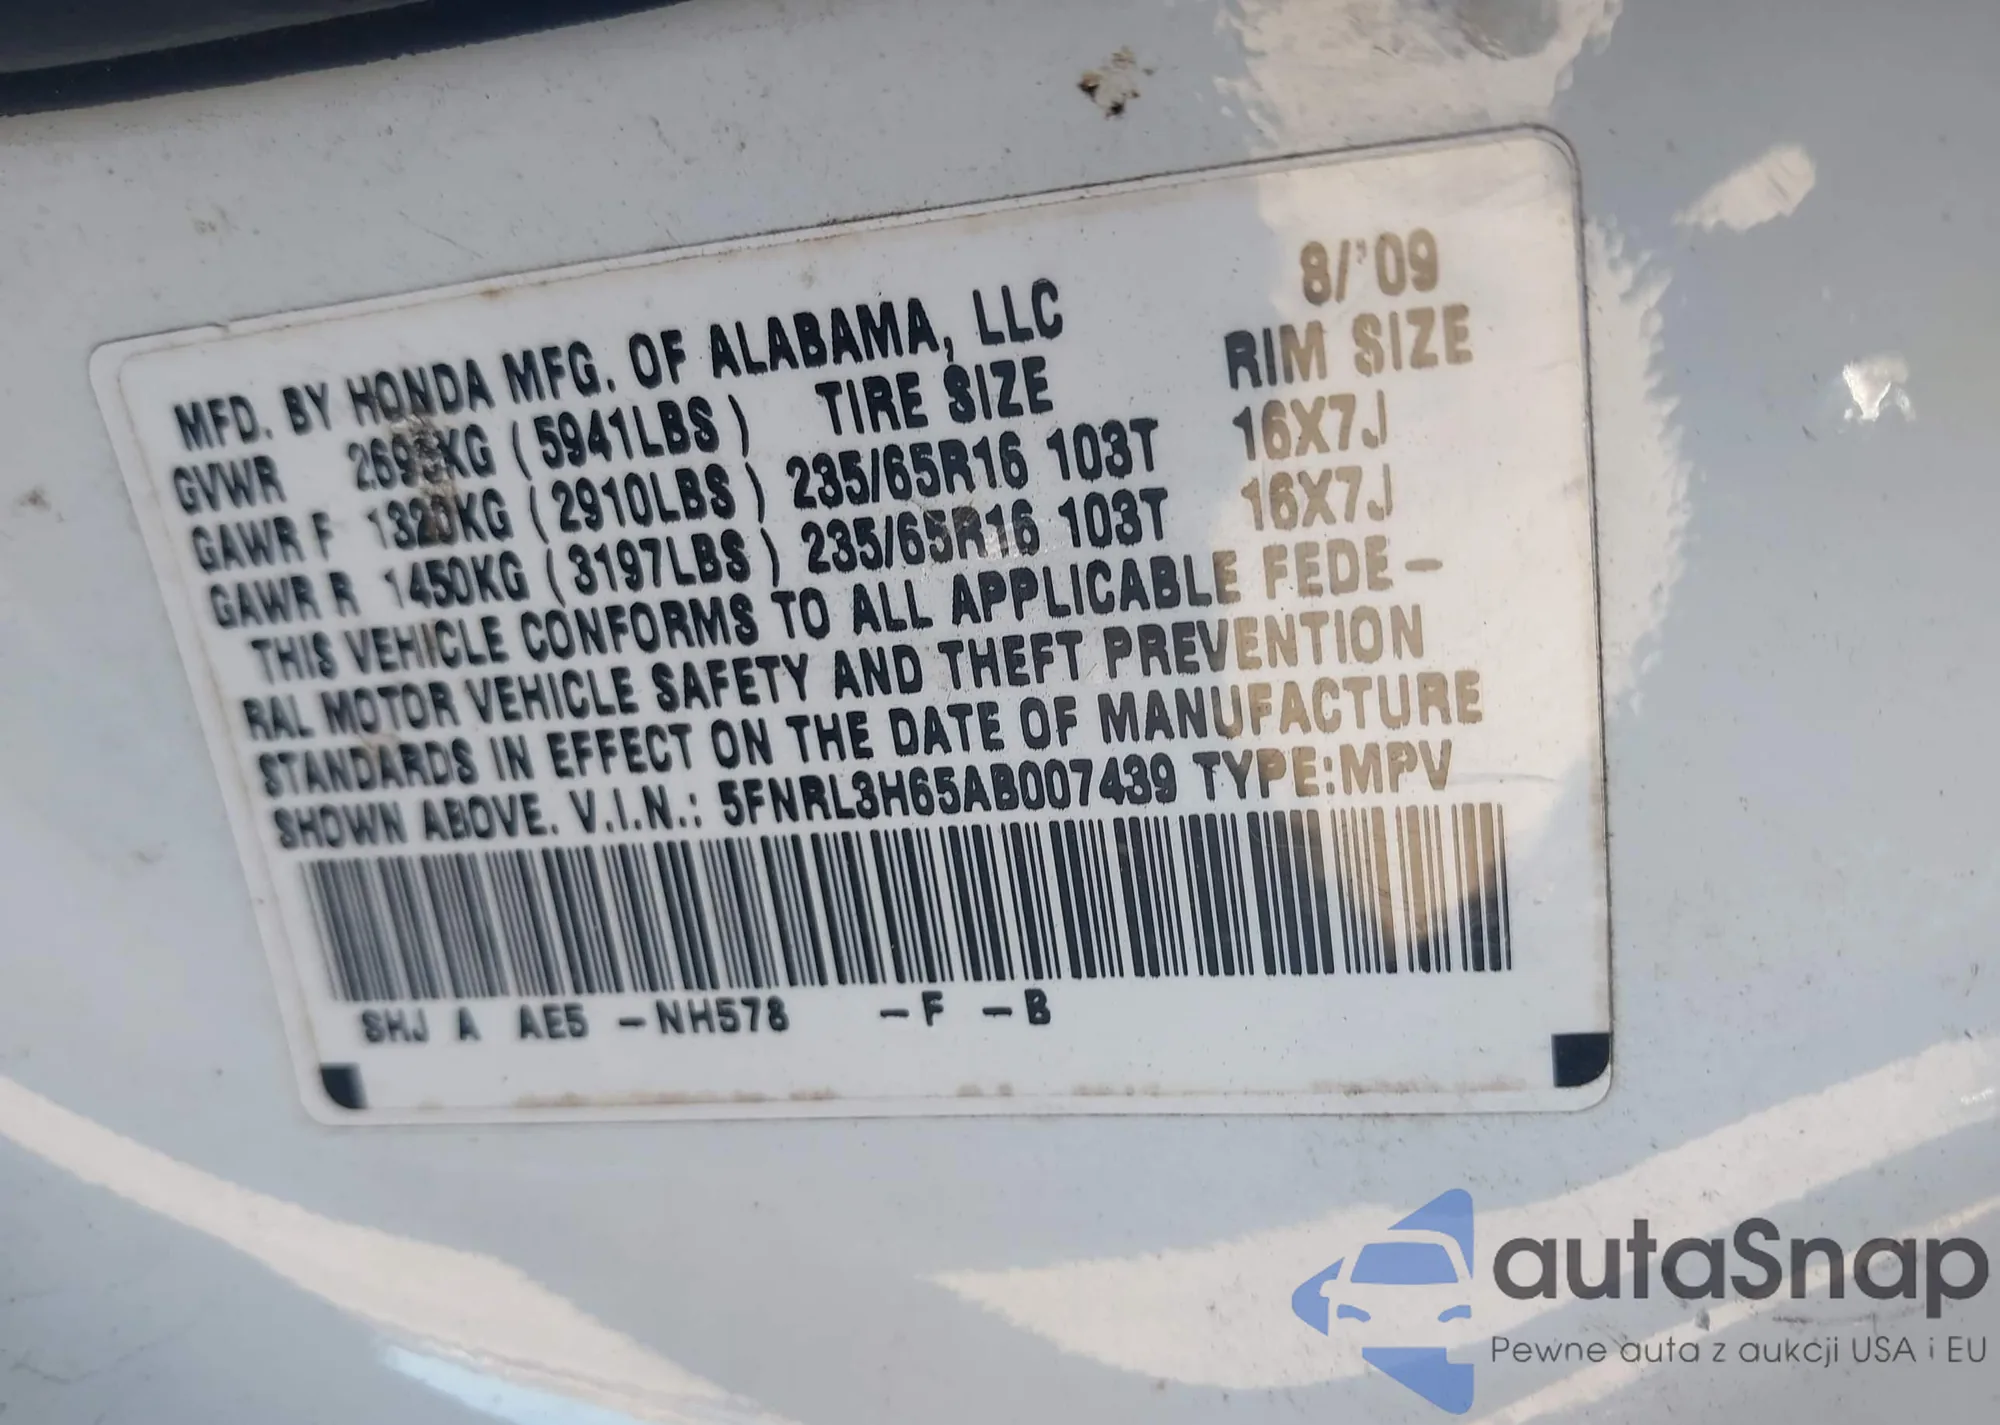 8/'09
MFD. BY HONDA MFG. OF ALABAMA, LLC
TIRE SIZE RIM SIZE
GVWR (5941LBS)
GAWR F 1320KG (2910LBS) 235/65R16 103T 16X7J
GAWR R 1450KG (3197LBS) 235/65R16 103T 16X7J
THIS VEHICLE CONFORMS TO ALL APPLICABLE FEDE-
RAL MOTOR VEHICLE SAFETY AND THEFT PREVENTION
STANDARDS IN EFFECT ON THE DATE OF MANUFACTURE
SHOWN ABOVE. V.I.N.: 5FNRL3H65AB007439 TYPE:MPV
SHJ A AE5 -NH578 -F -B
autaSnap
Pewne auta z aukcji USA i EU